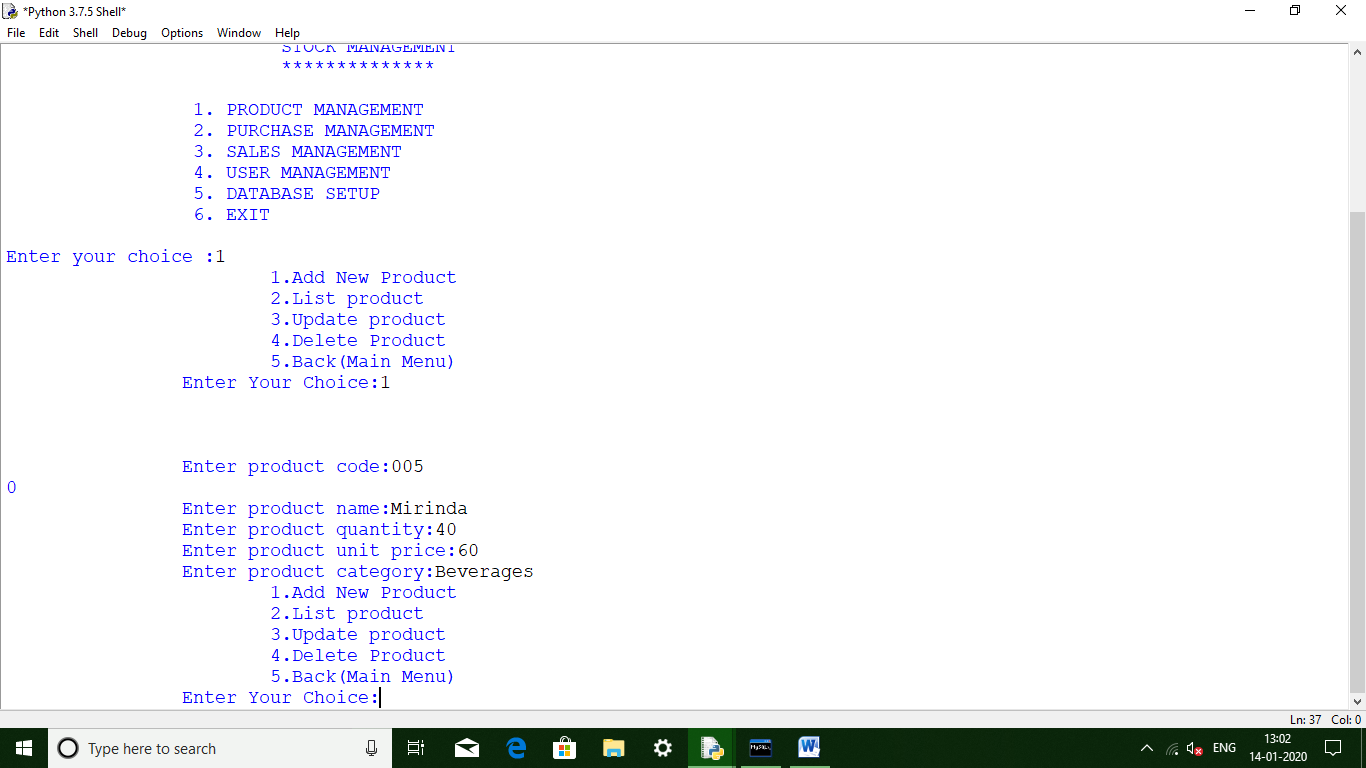 *Python 3.7.5 Shell*
File Edit Shell Debug Options Window Help
STOCK MANAGEMENT
**************
1. PRODUCT MANAGEMENT
2. PURCHASE MANAGEMENT
3. SALES MANAGEMENT
4. USER MANAGEMENT
5. DATABASE SETUP
6. EXIT
Enter your choice :1
1.Add New Product
2.List product
3.Update product
4.Delete Product
5.Back(Main Menu)
Enter Your Choice:1
Enter product code:005
0
Enter product name:Mirinda
Enter product quantity:40
Enter product unit price:60
Enter product category:Beverages
1.Add New Product
2.List product
3.Update product
4.Delete Product
5.Back(Main Menu)
Enter Your Choice:
Ln: 37 Col: 0
Type here to search
MySQL
W
ENG
13:02
14-01-2020